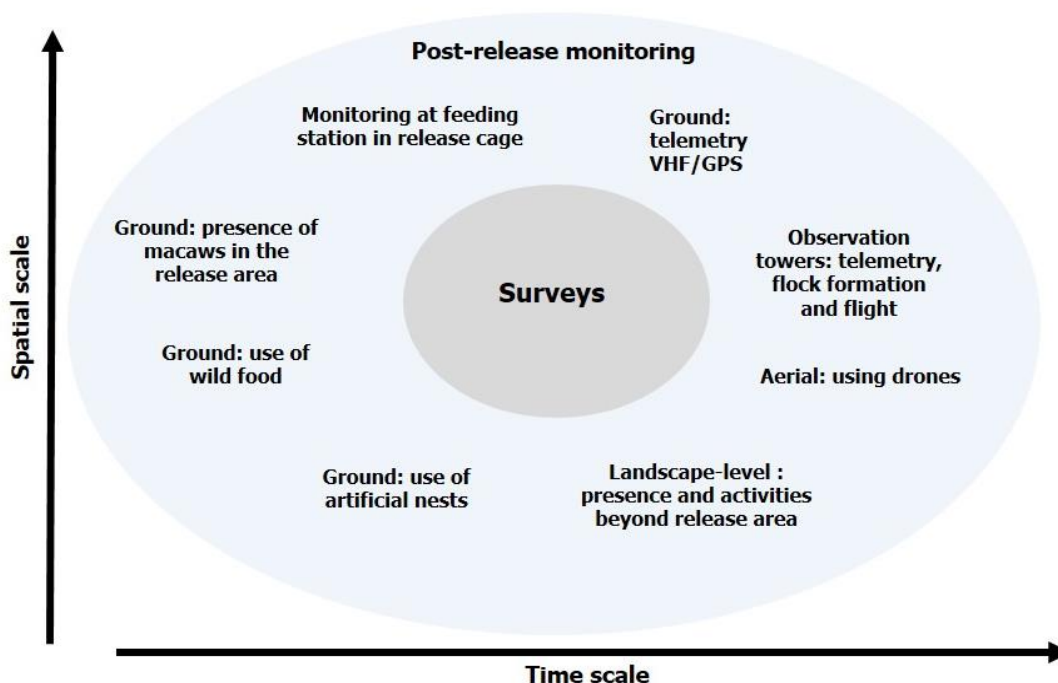 Post-release monitoring
Monitoring at feeding
station in release cage
Ground:
telemetry
VHF/GPS
Ground: presence of
macaws in the
release area
Observation
towers: telemetry,
flock formation
and flight
Surveys
Ground: use of
wild food
Aerial: using drones
Ground: use of
artificial nests
Landscape-level :
presence and activities
beyond release area
Spatial scale
Time scale